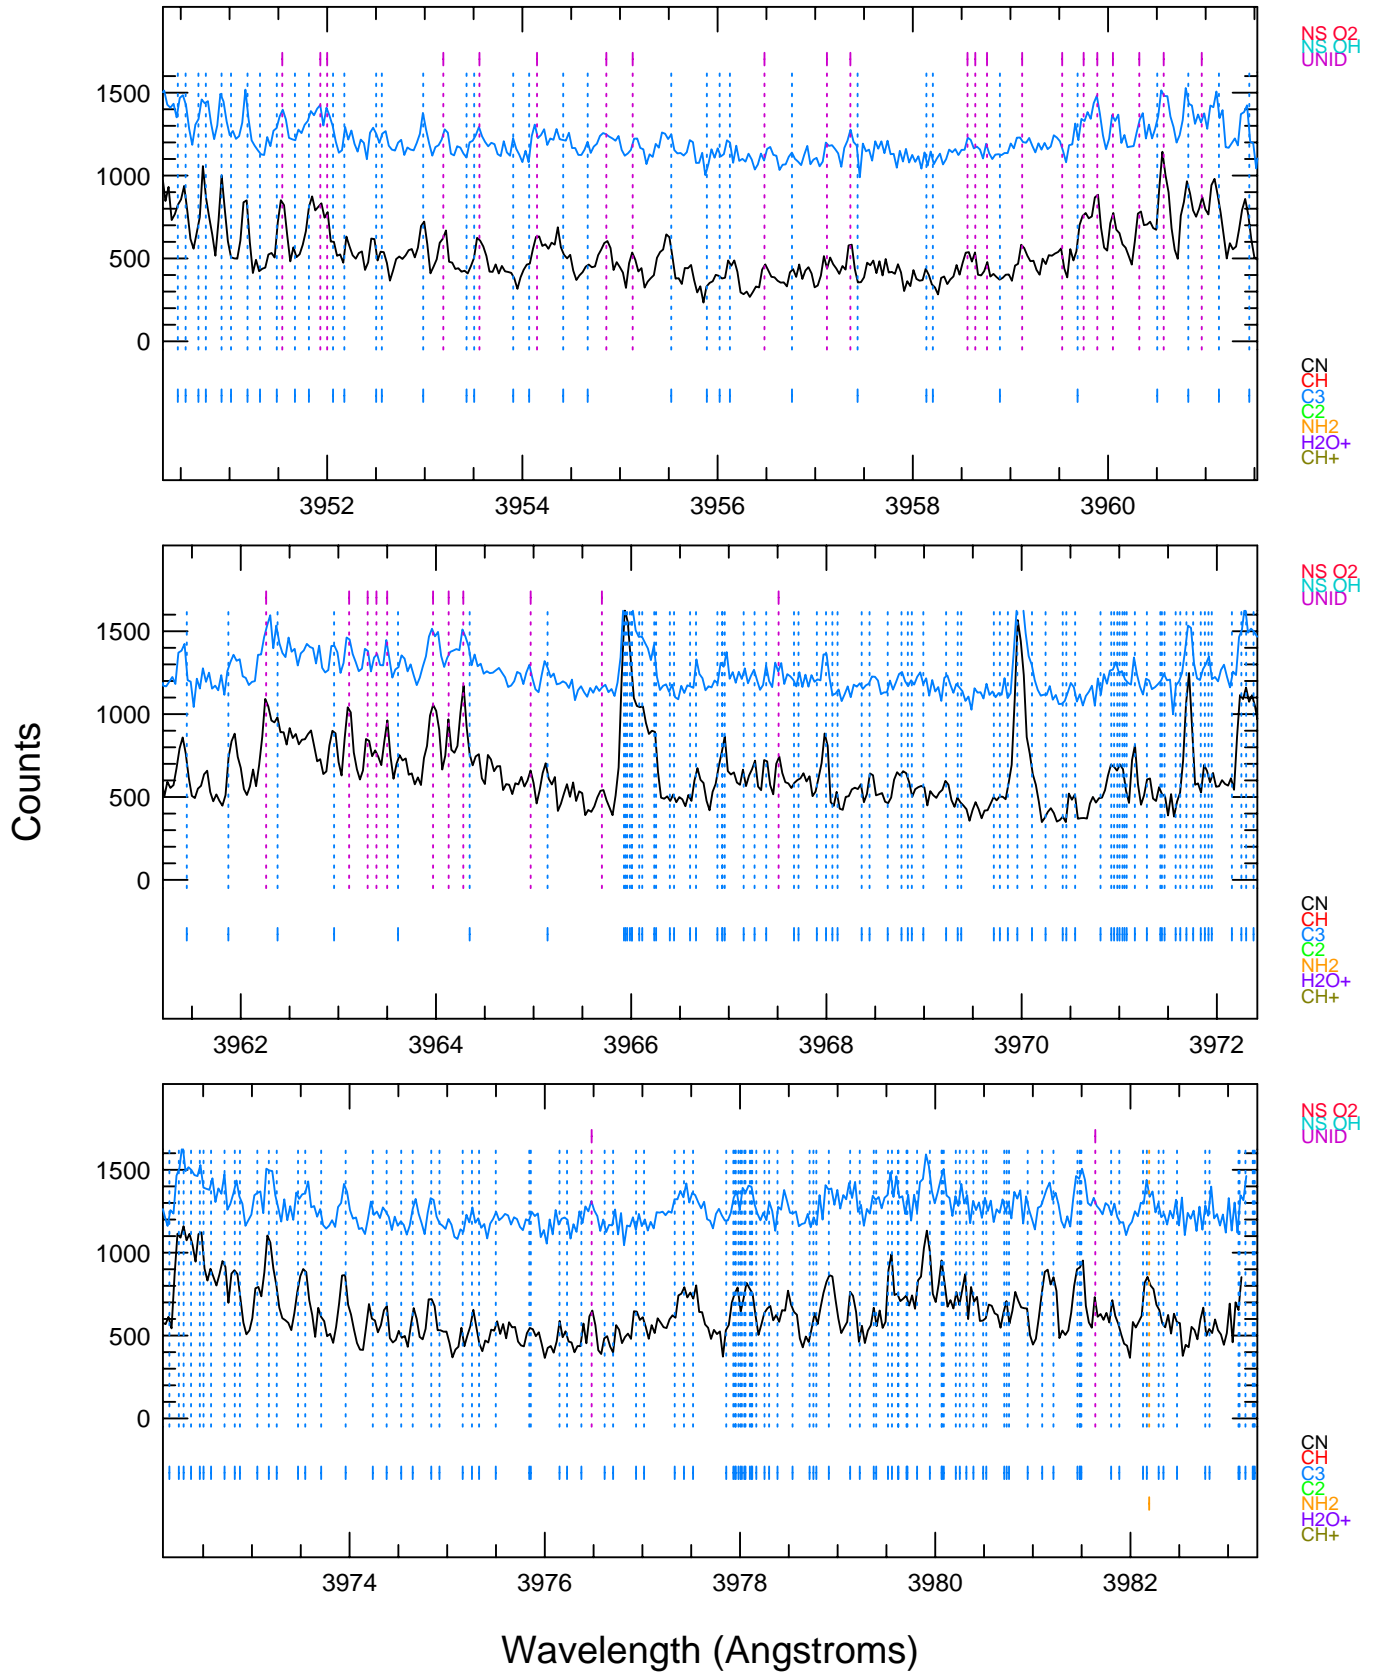 NS O2
NS OH
UNID
1500
1000
500
0
CN
CH
C3
C2
NH2
H2O+
CH+
3952
3954
3956
3958
3960
NS O2
NS OH
UNID
1500
1000
500
0
CN
CH
C3
C2
NH2
H2O+
CH+
3962
3964
3966
3968
3970
3972
Counts
NS O2
NS OH
UNID
1500
1000
500
0
CN
CH
C3
C2
NH2
H2O+
CH+
3974
3976
3978
3980
3982
Wavelength (Angstroms)